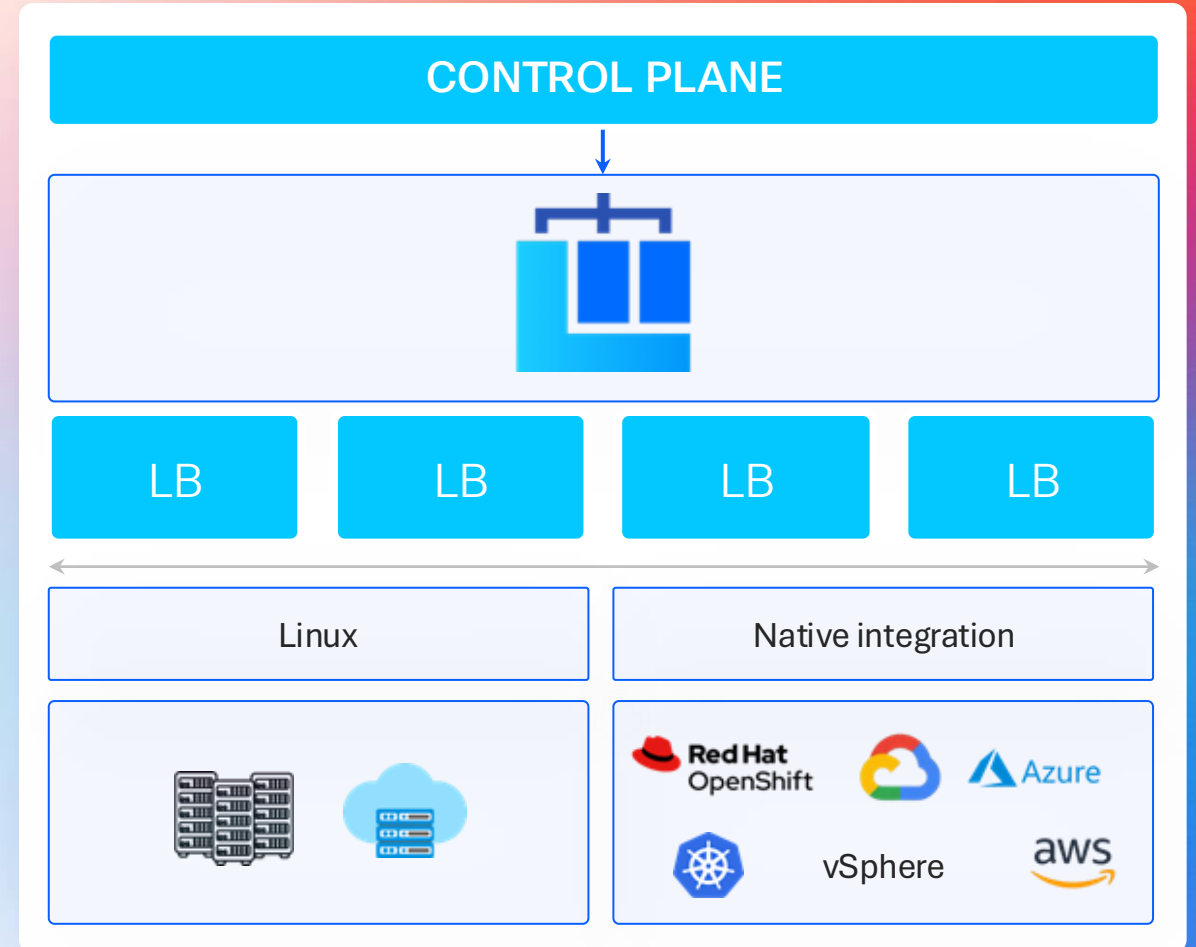 CONTROL PLANE
LB
LB
LB
LB
Linux
Native integration
Red Hat
OpenShift
Azure
vSphere
aws